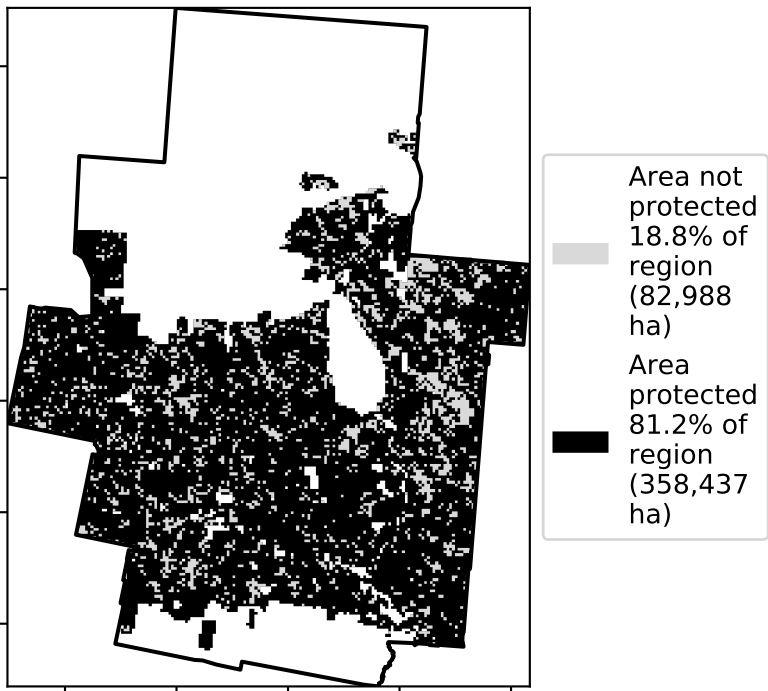 Area not
protected
18.8% of
region
(82,988
ha)
Area
protected
81.2% of
region
(358,437
ha)